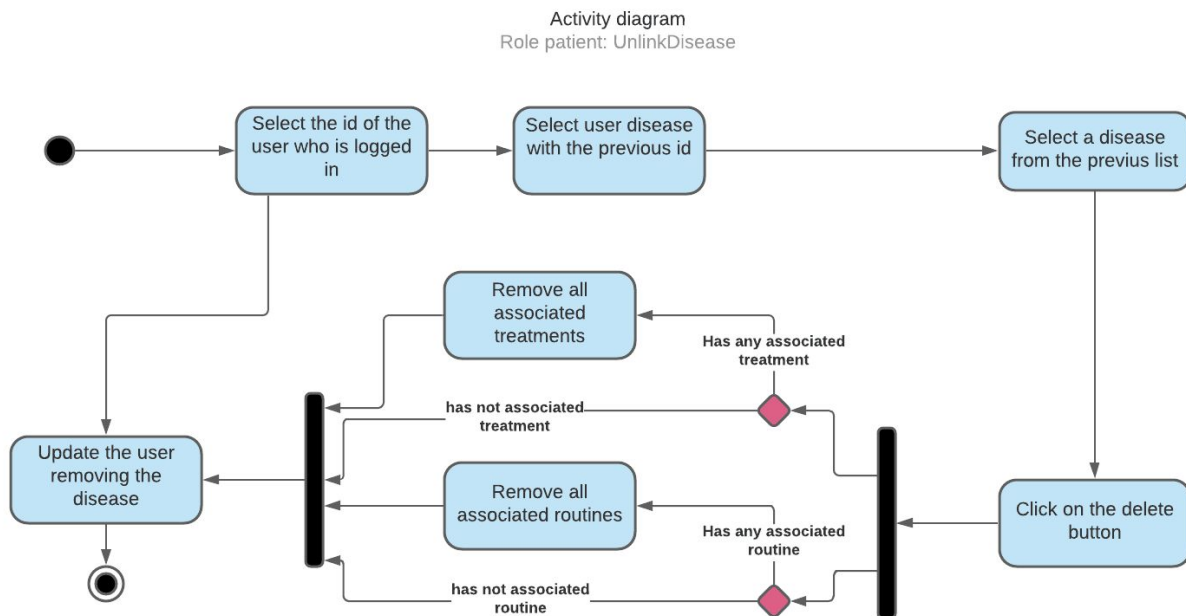 Activity diagram
Role patient: UnlinkDisease
Select the id of the
user who is logged
in
Select user disease
with the previous id
Select a disease
from the previus list
Remove all
associated
treatments
Has any associated
treatment
has not associated
treatment
Update the user
removing the
disease
Remove all
associated routines
Has any associated
routine
Click on the delete
button
has not associated
routine